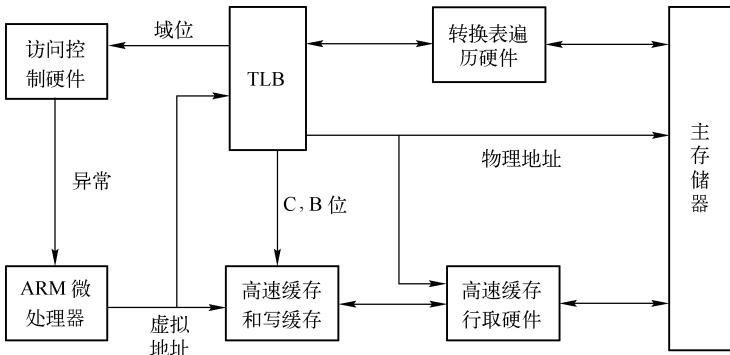 访问控
制硬件
域位
TLB
转换表遍
历硬件
主
存
储
器
物理地址
异常
C，B 位
ARM 微
处理器
虚拟
地址
高速缓存
和写缓存
高速缓存
行取硬件